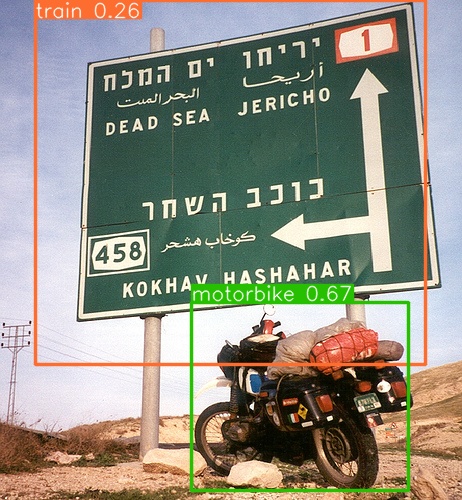 train 0.26
1
יריחו ים המלח
أريحا البحر الميت
DEAD SEA JERICHO
כוכב השחר
458
كوخاب هشحر
KOKHAV HASHAHAR
motorbike 0.67